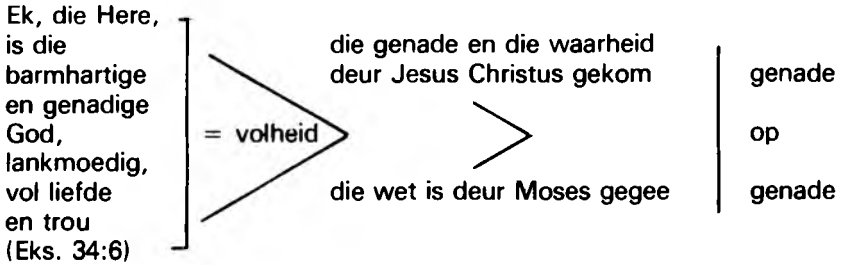 Ek, die Here,
is die
barmhartige
en genadige
God,
lankmoedig,
vol liefde
en trou
(Eks. 34:6)
= volheid
die genade en die waarheid
deur Jesus Christus gekom
die wet is deur Moses gegee
genade
op
genade